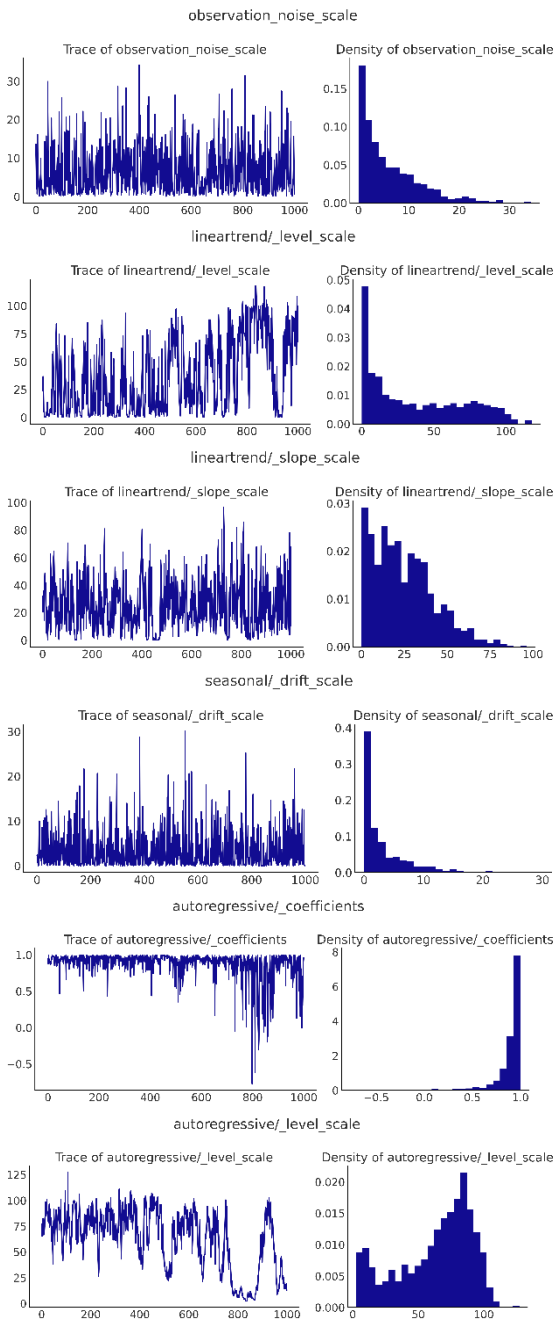 observation_noise_scale
Trace of observation_noise_scale
Density of observation_noise_scale
30
20
10
0
0 200 400 600 800 1000
0.15
0.10
0.05
0.00
0 10 20 30
lineartrend/_level_scale
Trace of lineartrend/_level_scale
Density of lineartrend/_level_scale
100
75
50
25
0
0 200 400 600 800 1000
0.05
0.04
0.03
0.02
0.01
0.00
0 50 100
lineartrend/_slope_scale
Trace of lineartrend/_slope_scale
Density of lineartrend/_slope_scale
100
80
60
40
20
0
0 200 400 600 800 1000
0.03
0.02
0.01
0.00
0 25 50 75 100
seasonal/_drift_scale
Trace of seasonal/_drift_scale
Density of seasonal/_drift_scale
30
20
10
0
0 200 400 600 800 1000
0.4
0.3
0.2
0.1
0.0
0 10 20 30
autoregressive/_coefficients
Trace of autoregressive/_coefficients
Density of autoregressive/_coefficients
1.0
0.5
0.0
−0.5
0 200 400 600 800 1000
8
6
4
2
0
−0.5 0.0 0.5 1.0
autoregressive/_level_scale
Trace of autoregressive/_level_scale
Density of autoregressive/_level_scale
125
100
75
50
25
0
0 200 400 600 800 1000
0.020
0.015
0.010
0.005
0.000
0 50 100